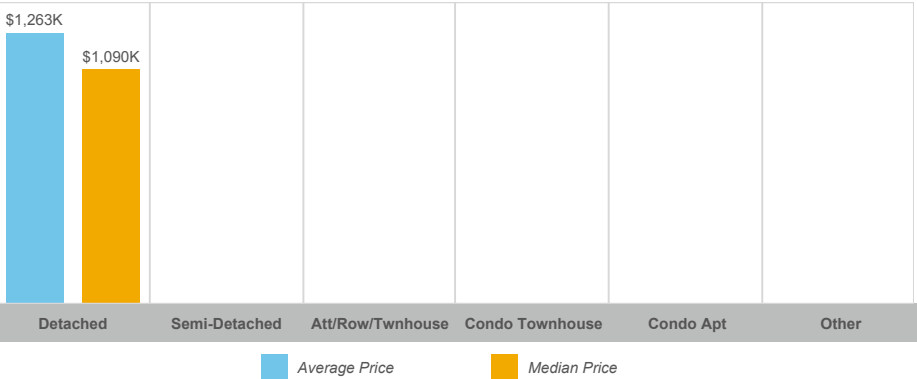 $1,263K
$1,090K
Detached Semi-Detached Att/Row/Twnhouse Condo Townhouse Condo Apt Other
Average Price Median Price